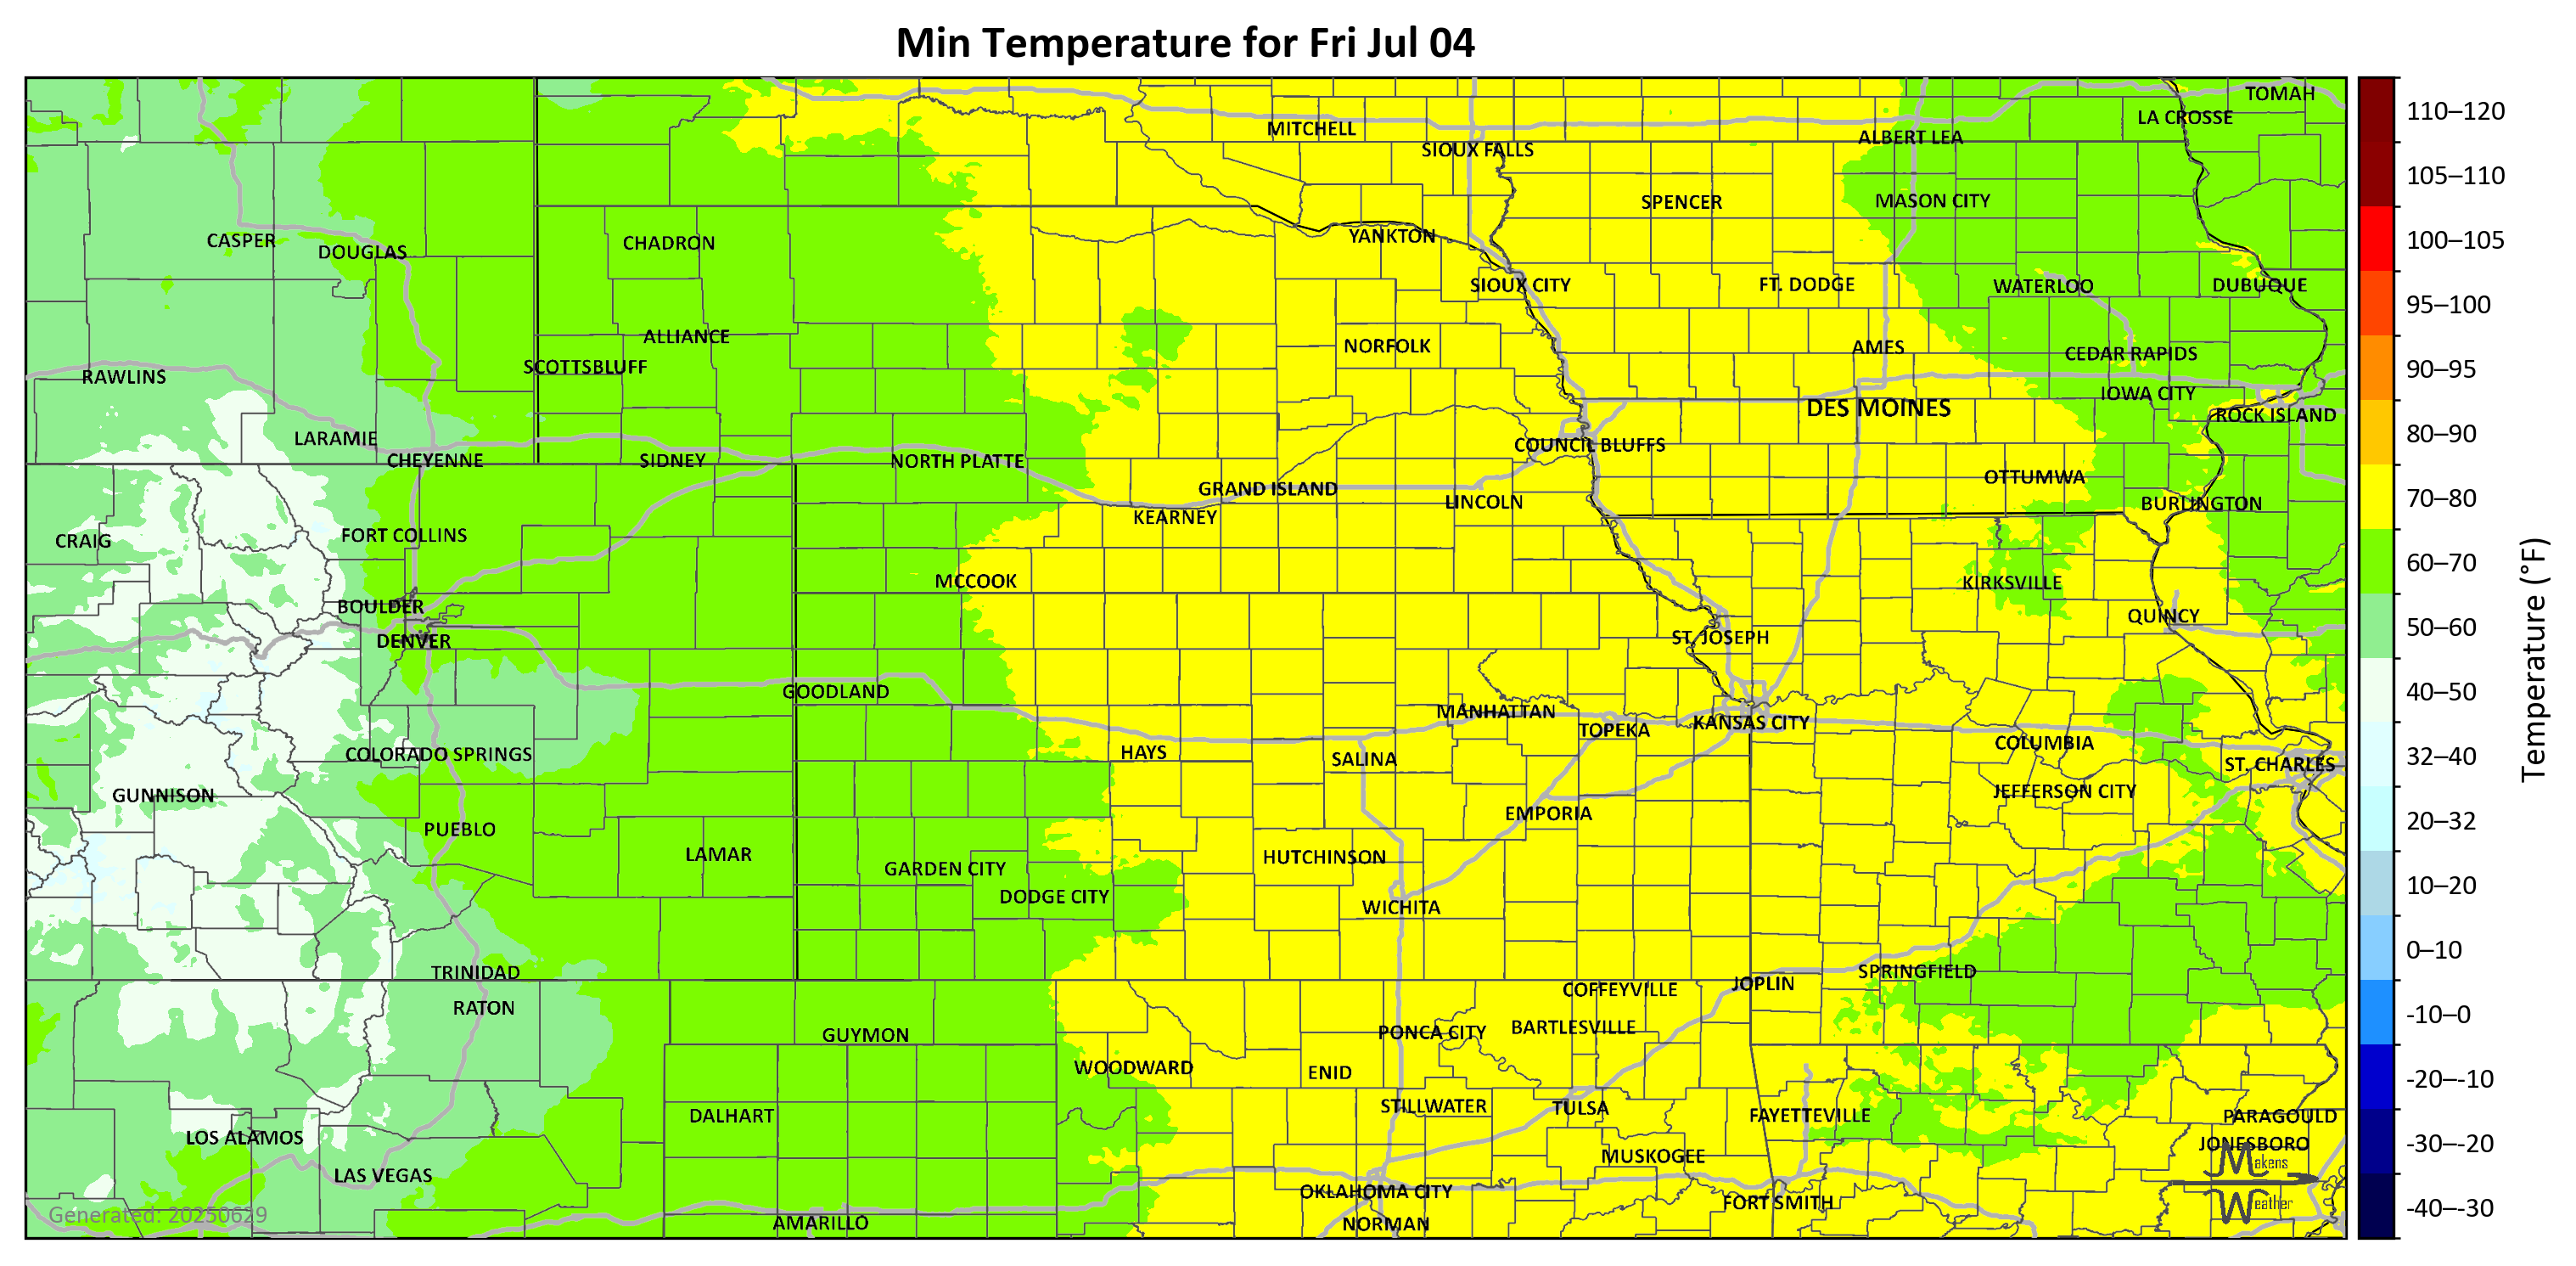 Min Temperature for Fri Jul 04
TOMAH
LA CROSSE
MITCHELL
ALBERT LEA
SIOUX FALLS
SPENCER
MASON CITY
YANKTON
CASPER
CHADRON
DOUGLAS
SIOUX CITY
FT. DODGE
WATERLOO
DUBUQUE
ALLIANCE
NORFOLK
AMES
CEDAR RAPIDS
SCOTTSBLUFF
RAWLINS
IOWA CITY
DES MOINES
ROCK ISLAND
LARAMIE
COUNCIL BLUFFS
CHEYENNE
SIDNEY
NORTH PLATTE
OTTUMWA
GRAND ISLAND
LINCOLN
BURLINGTON
KEARNEY
FORT COLLINS
CRAIG
MCCOOK
KIRKSVILLE
BOULDER
QUINCY
DENVER
ST. JOSEPH
GOODLAND
MANHATTAN
KANSAS CITY
TOPEKA
COLUMBIA
COLORADO SPRINGS
HAYS
SALINA
ST. CHARLES
GUNNISON
JEFFERSON CITY
EMPORIA
PUEBLO
LAMAR
HUTCHINSON
GARDEN CITY
DODGE CITY
WICHITA
TRINIDAD
SPRINGFIELD
JOPLIN
COFFEYVILLE
RATON
BARTLESVILLE
PONCA CITY
GUYMON
WOODWARD
ENID
STILLWATER
TULSA
DALHART
FAYETTEVILLE
PARAGOULD
LOS ALAMOS
JONESBORO
MUSKOGEE
LAS VEGAS
OKLAHOMA CITY
FORT SMITH
AMARILLO
NORMAN
Generated: 20250629
Makens
Weather
110–120
105–110
100–105
95–100
90–95
80–90
70–80
60–70
50–60
40–50
32–40
20–32
10–20
0–10
-10–0
-20–-10
-30–-20
-40–-30
Temperature (°F)